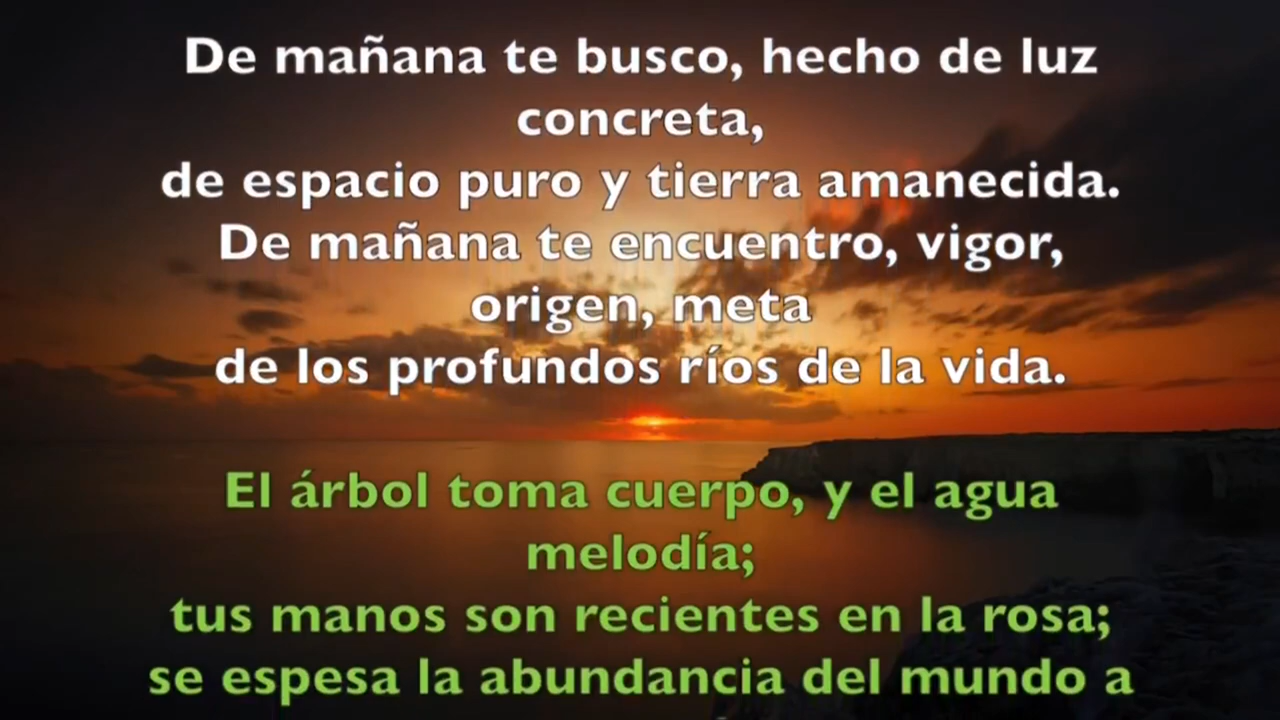 De mañana te busco, hecho de luz
concreta,
de espacio puro y tierra amanecida.
De mañana te encuentro, vigor,
origen, meta
de los profundos ríos de la vida.
El árbol toma cuerpo, y el agua
melodía;
tus manos son recientes en la rosa;
se espesa la abundancia del mundo a